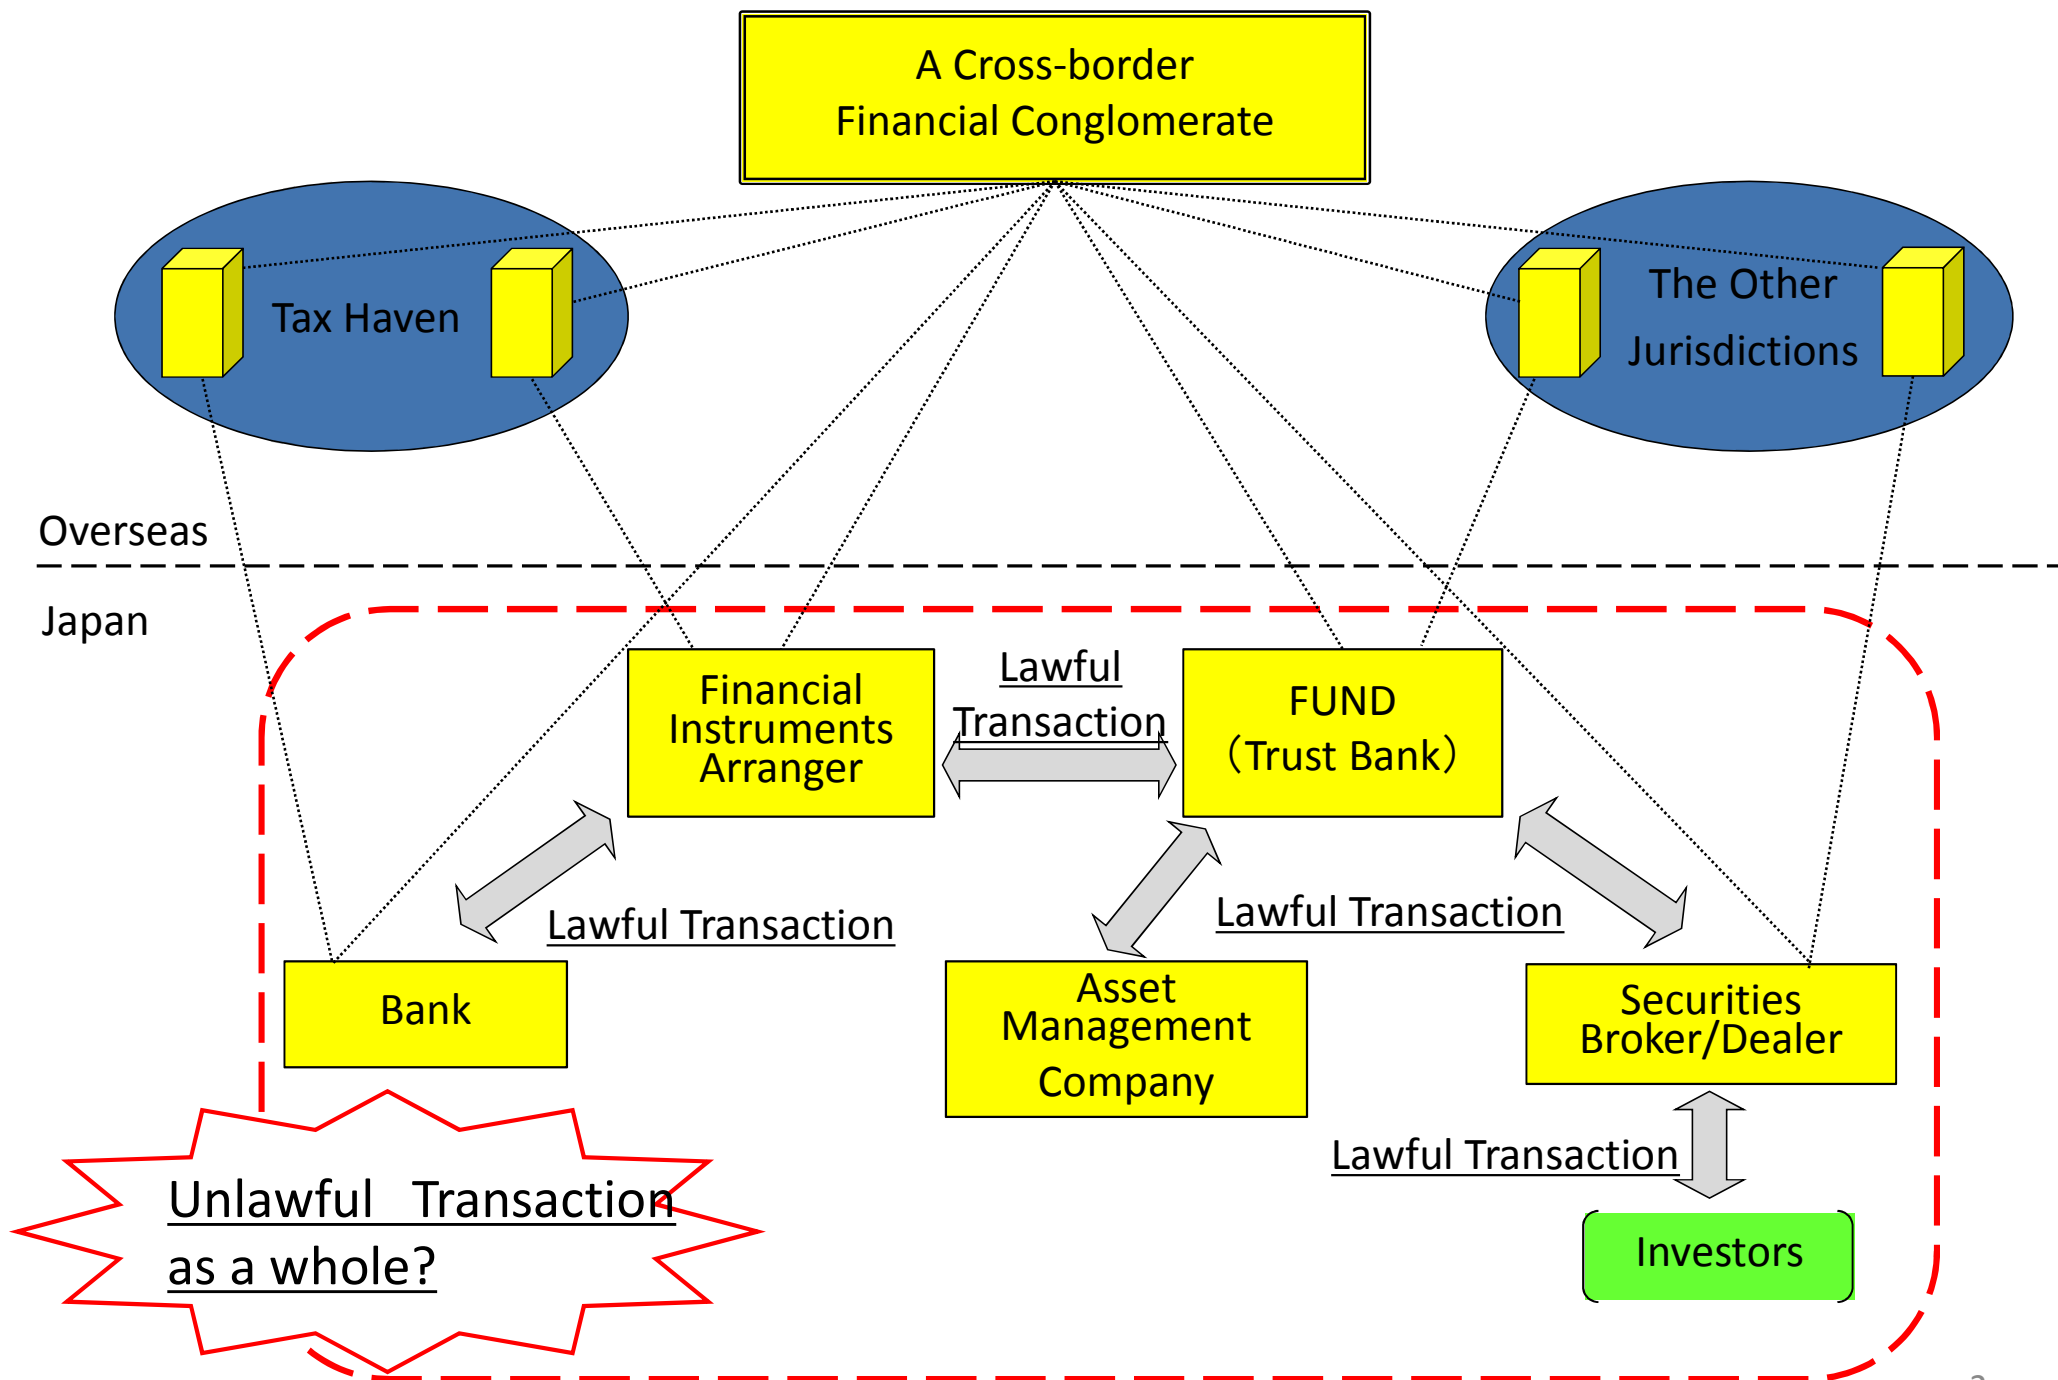 A Cross-border
Financial Conglomerate
Tax Haven
The Other
Jurisdictions
Overseas
Japan
Financial
Instruments
Arranger
Lawful
Transaction
FUND
（Trust Bank）
Lawful Transaction
Lawful Transaction
Bank
Asset
Management
Company
Securities
Broker/Dealer
Lawful Transaction
Unlawful Transaction
as a whole?
Investors